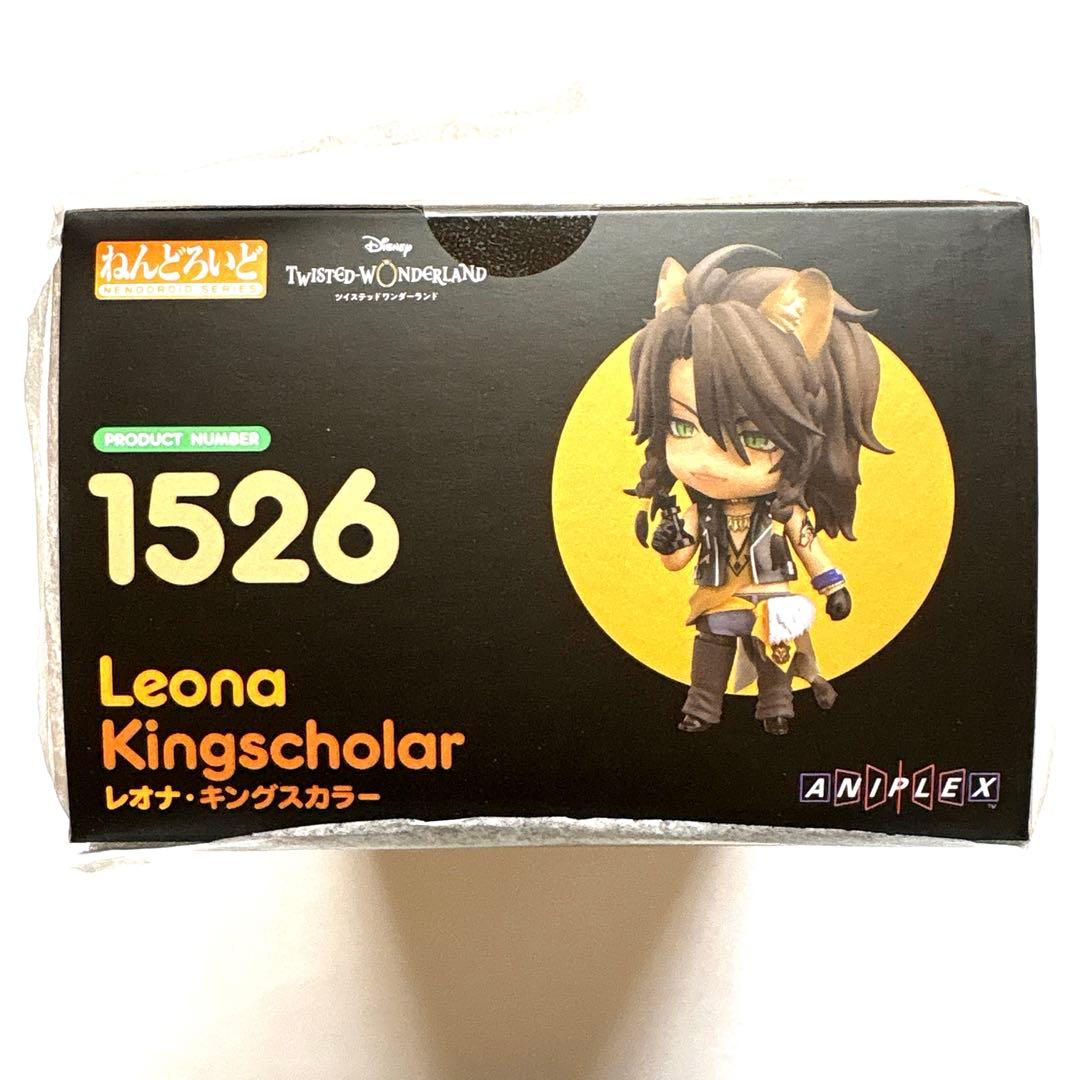 ねんどろいど
NENDOROID SERIES
Disney
TWISTED-WONDERLAND
ツイステッドワンダーランド
PRODUCT NUMBER
1526
Leona
Kingscholar
レオナ・キングスカラー
ANIPLEX
TM